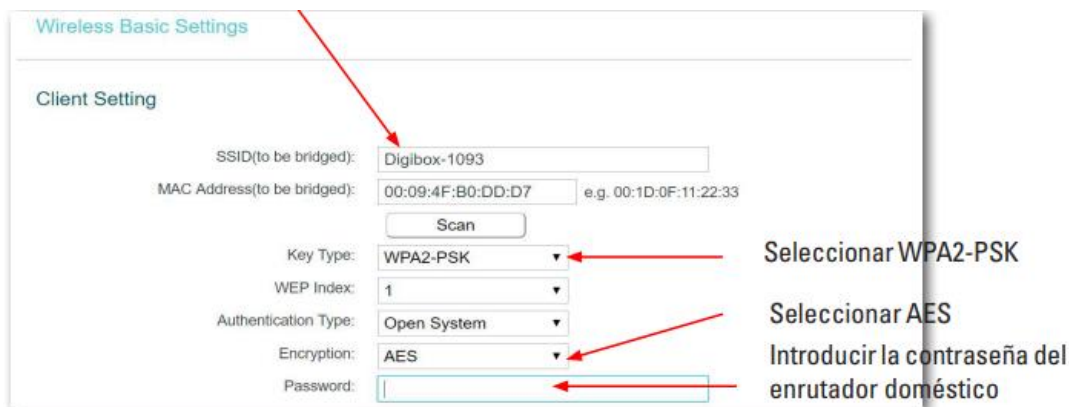 Wireless Basic Settings
Client Setting
SSID(to be bridged): Digibox-1093
MAC Address(to be bridged): 00:09:4F:B0:DD:D7 e.g. 00:1D:0F:11:22:33
Scan
Key Type: WPA2-PSK Seleccionar WPA2-PSK
WEP Index: 1
Authentication Type: Open System Seleccionar AES
Encryption: AES Introducir la contraseña del
Password: enrutador doméstico